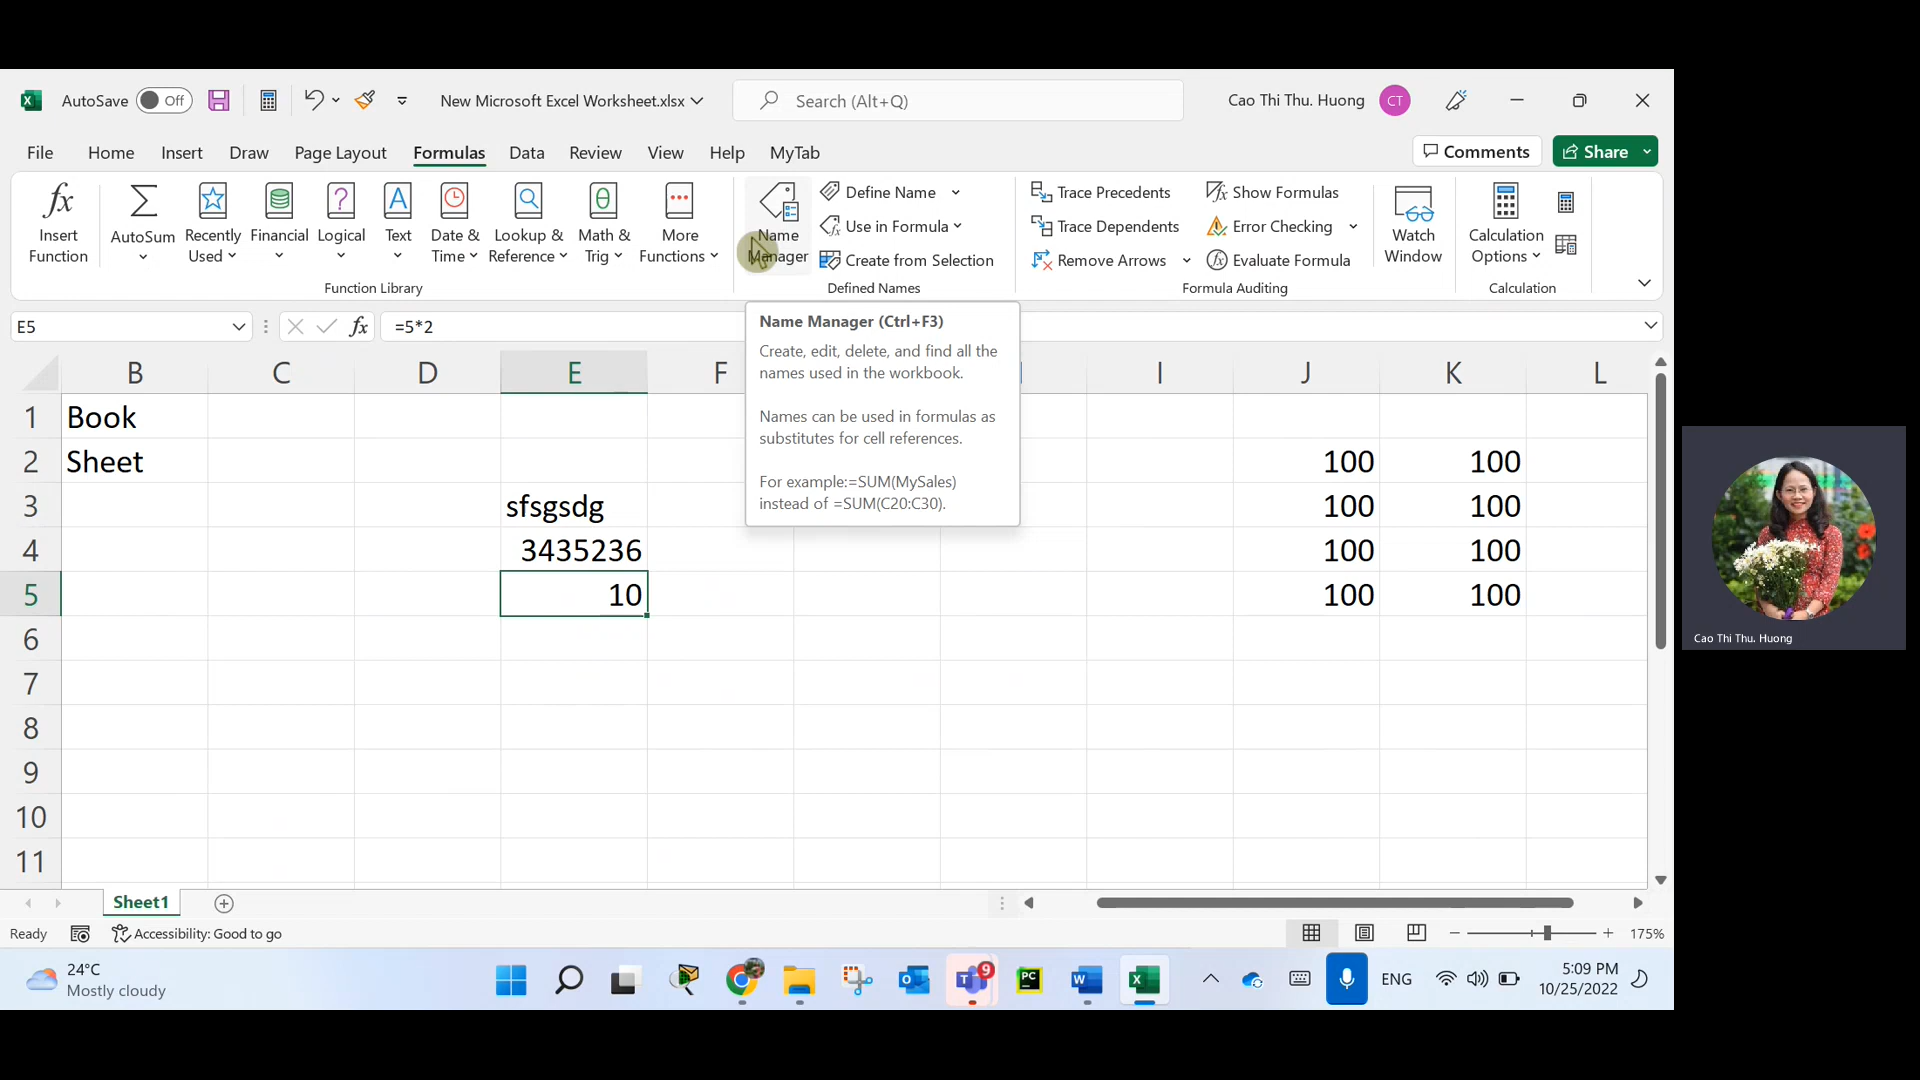 AutoSave Off New Microsoft Excel Worksheet.xlsx Search (Alt+Q) Cao Thi Thu. Huong CT
File Home Insert Draw Page Layout Formulas Data Review View Help MyTab Comments Share
fx Insert Function
AutoSum
Recently Used
Financial
Logical
Text
Date & Time
Lookup & Reference
Math & Trig
More Functions
Function Library
Name Manager
Define Name
Use in Formula
Create from Selection
Defined Names
Trace Precedents
Trace Dependents
Remove Arrows
Show Formulas
Error Checking
Evaluate Formula
Formula Auditing
Watch Window
Calculation Options
Calculation
E5 fx =5*2
Name Manager (Ctrl+F3)
Create, edit, delete, and find all the
names used in the workbook.
Names can be used in formulas as
substitutes for cell references.
For example:=SUM(MySales)
instead of =SUM(C20:C30).
B C D E F I J K L
1 Book
2 Sheet 100 100
3 sfsgsdg 100 100
4 3435236 100 100
5 10 100 100
6
7
8
9
10
11
Cao Thi Thu. Huong
Sheet1
Ready Accessibility: Good to go 175%
24°C
Mostly cloudy
9
PC
ENG
5:09 PM
10/25/2022